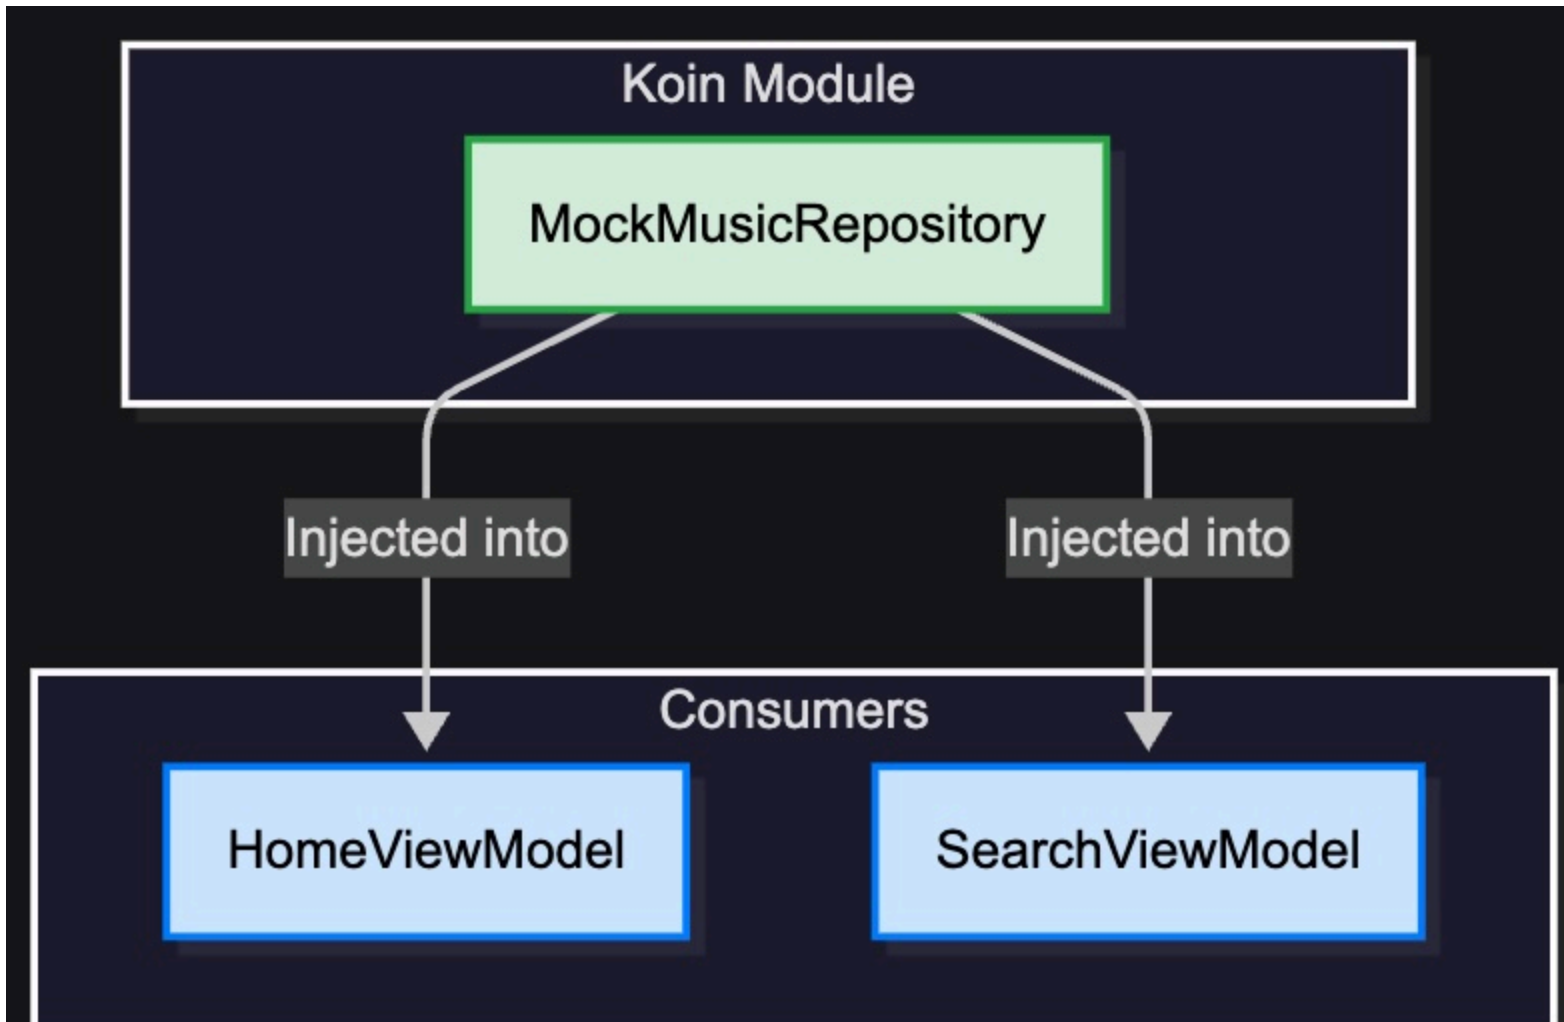 Koin Module
MockMusicRepository
Injected into
Injected into
Consumers
HomeViewModel
SearchViewModel